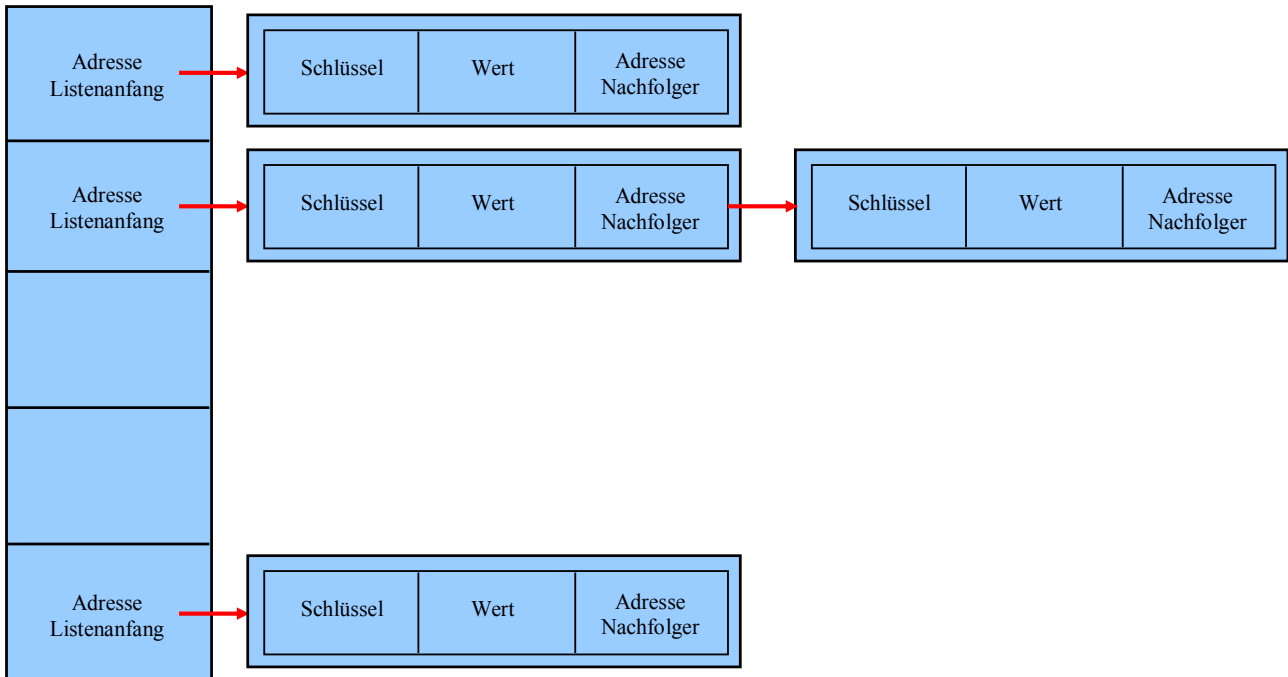 Adresse
Listenanfang
Schlüssel
Wert
Adresse
Nachfolger
Adresse
Listenanfang
Schlüssel
Wert
Adresse
Nachfolger
Schlüssel
Wert
Adresse
Nachfolger
Adresse
Listenanfang
Schlüssel
Wert
Adresse
Nachfolger